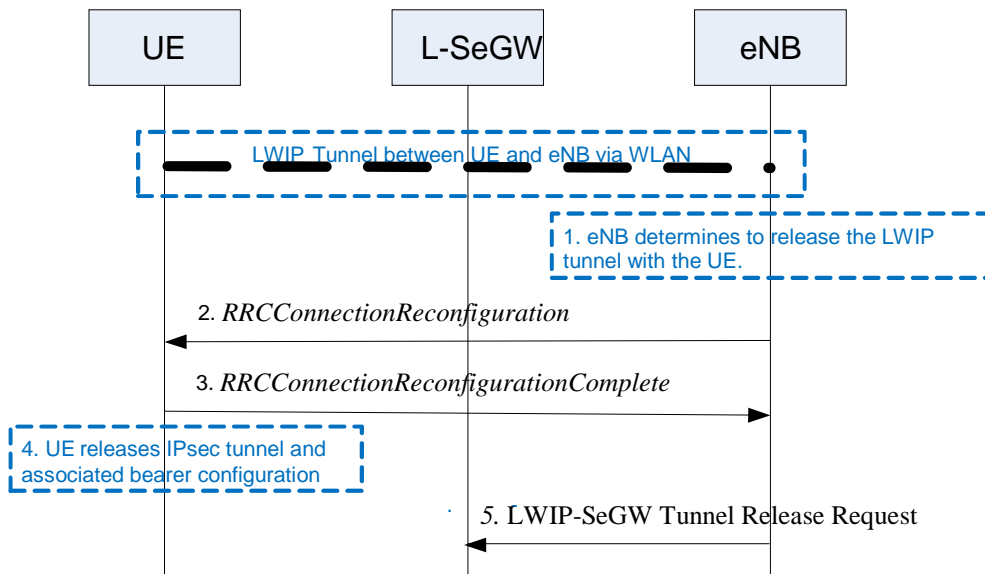 UE
L-SeGW
eNB
LWIP Tunnel between UE and eNB via WLAN
1. eNB determines to release the LWIP
tunnel with the UE.
2. RRCConnectionReconfiguration
3. RRCConnectionReconfigurationComplete
4. UE releases IPsec tunnel and
associated bearer configuration
5. LWIP-SeGW Tunnel Release Request